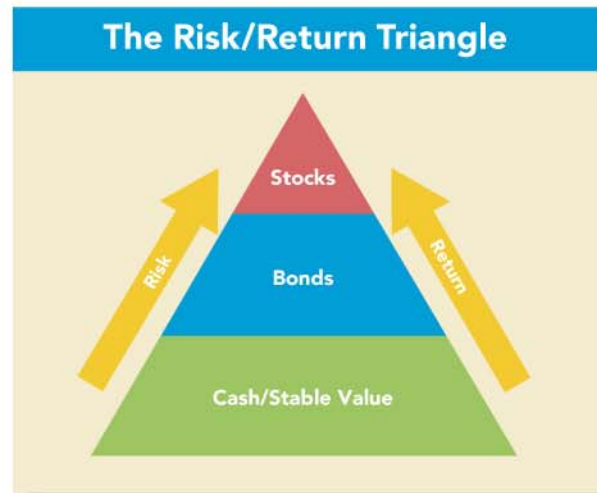 The Risk/Return Triangle
Stocks
Risk
Return
Bonds
Cash/Stable Value